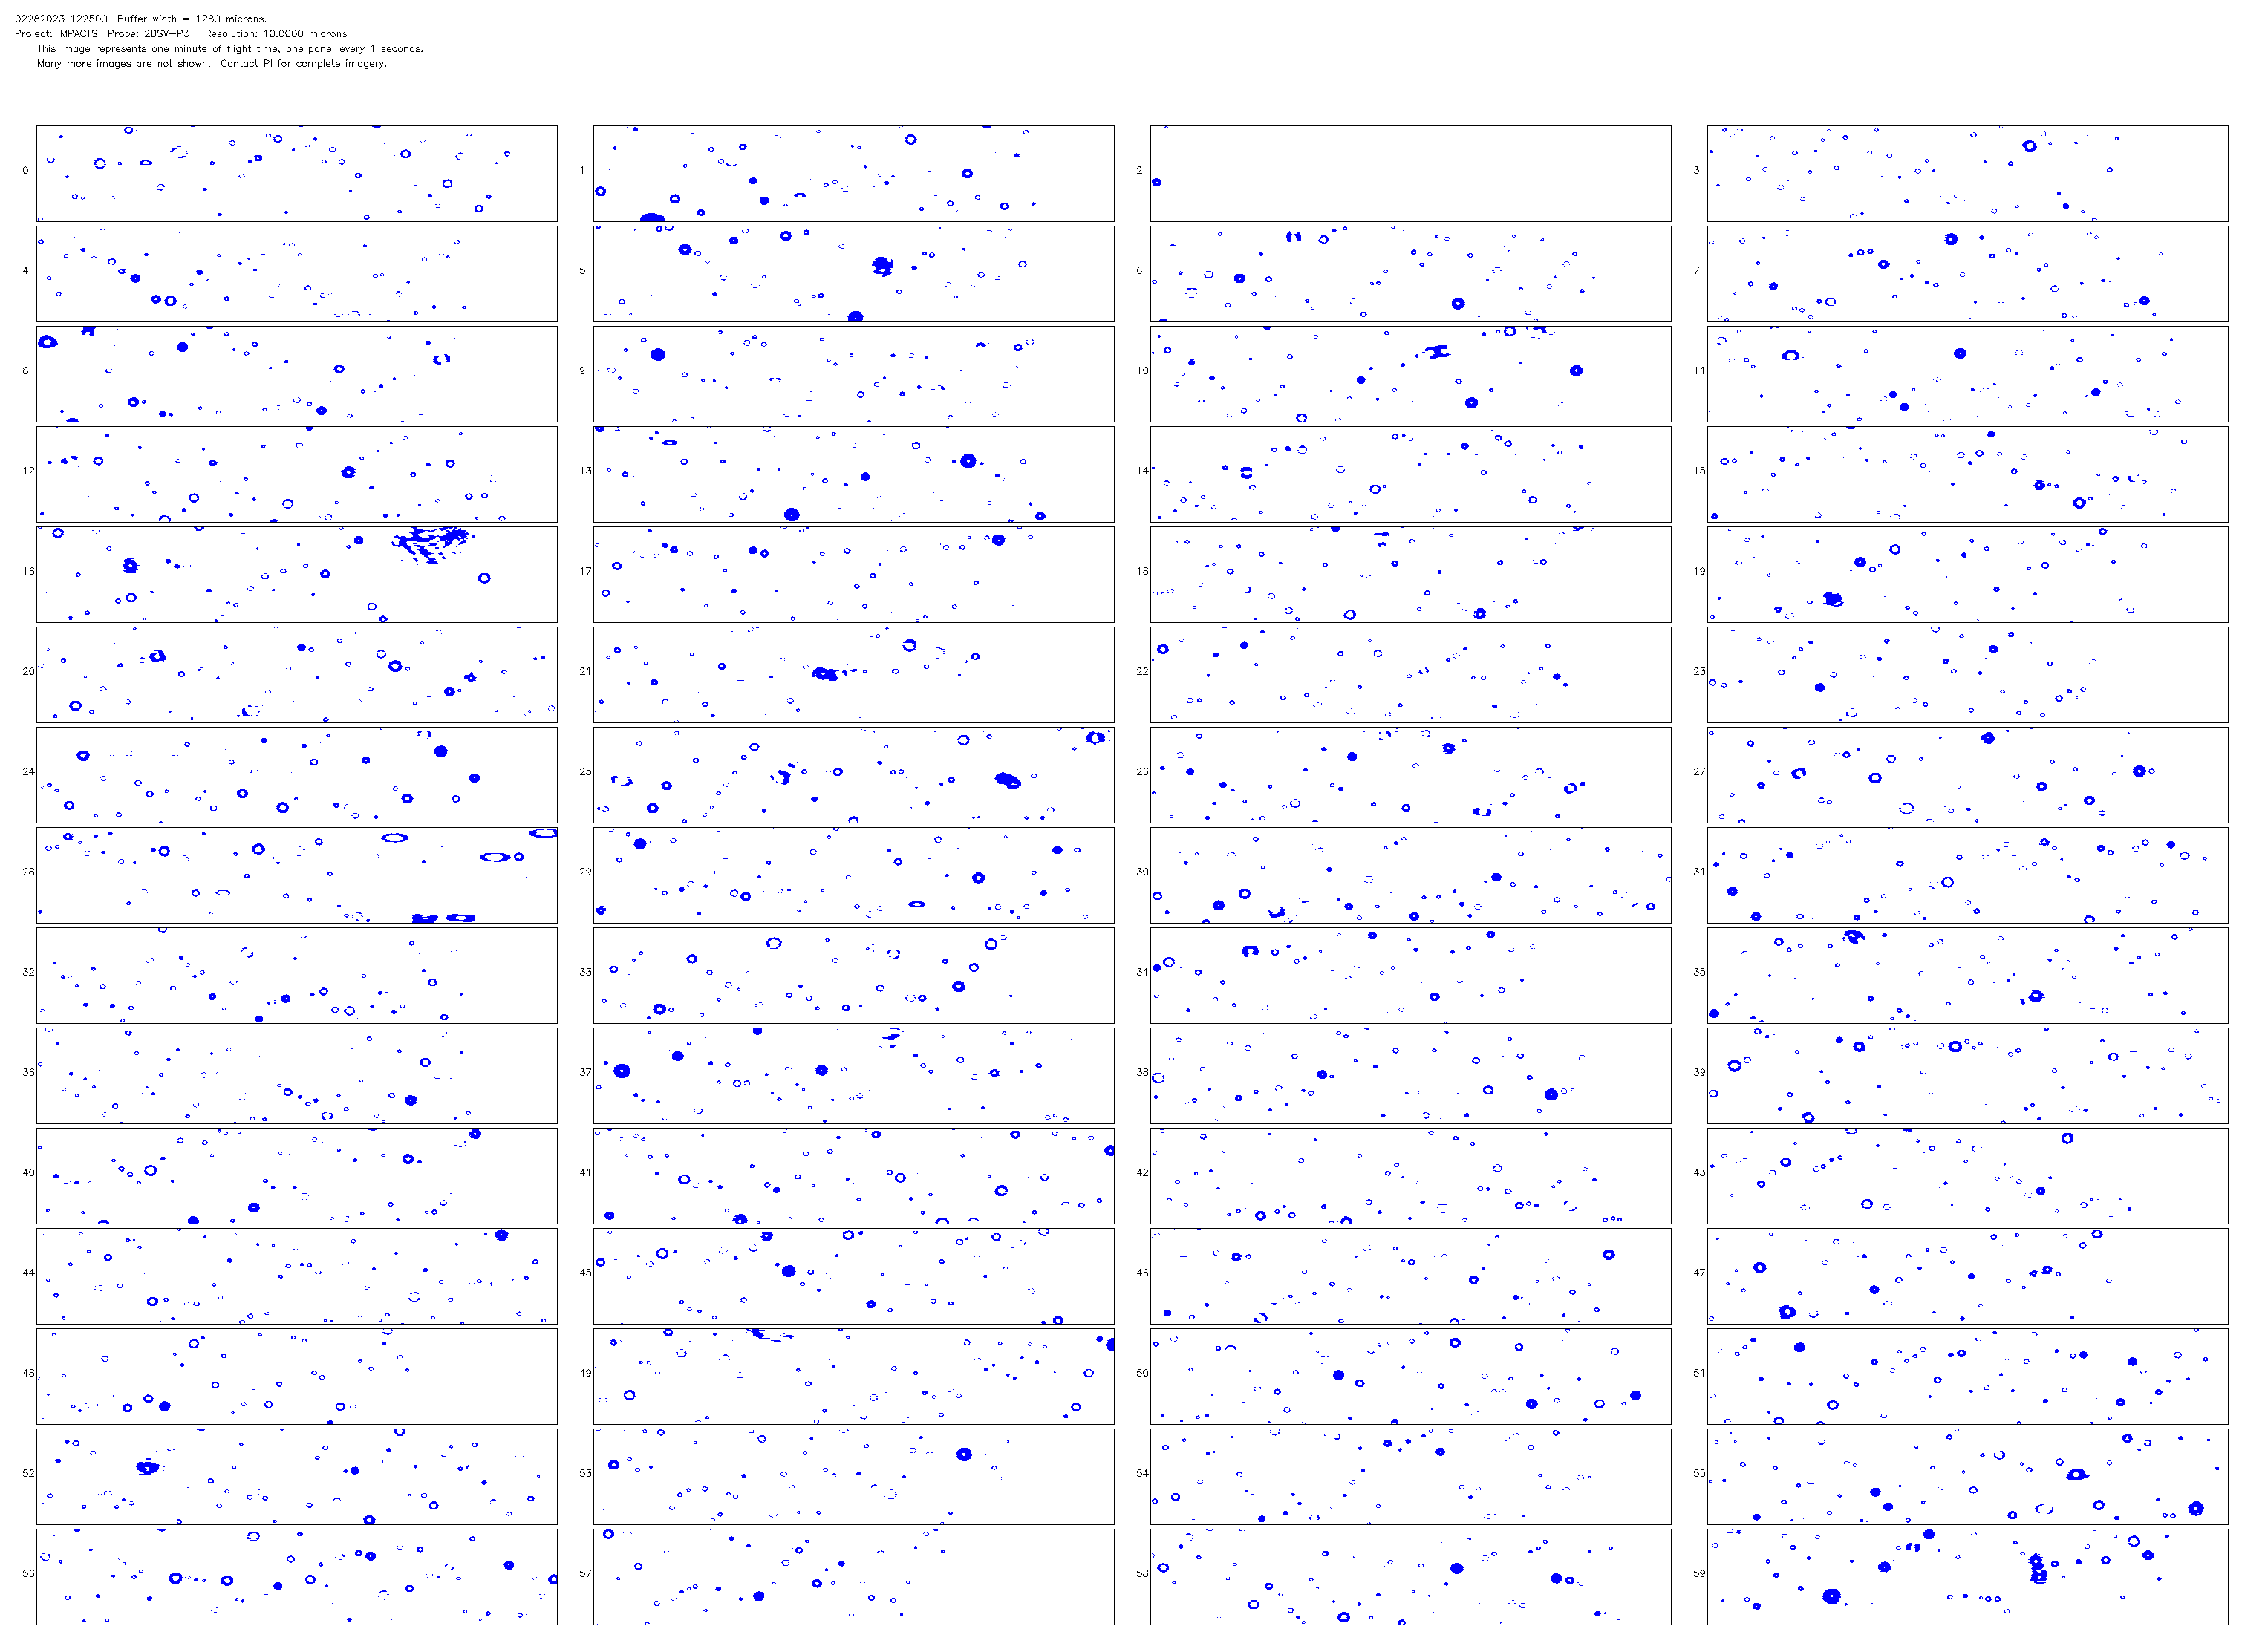 02282023 122500  Buffer width = 1280 microns.
Project: IMPACTS  Probe: 2DSV-P3  Resolution: 10.0000 microns
This image represents one minute of flight time, one panel every 1 seconds.
Many more images are not shown.  Contact PI for complete imagery.
0 1 2 3
4 5 6 7
8 9 10 11
12 13 14 15
16 17 18 19
20 21 22 23
24 25 26 27
28 29 30 31
32 33 34 35
36 37 38 39
40 41 42 43
44 45 46 47
48 49 50 51
52 53 54 55
56 57 58 59